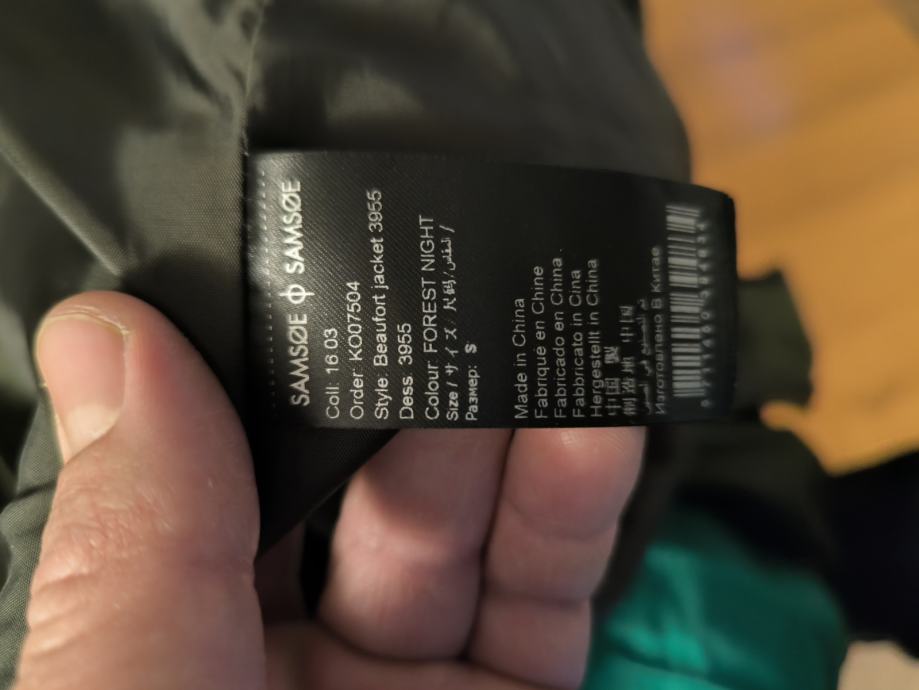 SAMSØE Φ SAMSØE
Coll: 16 03
Order: KO07504
Style: Beaufort jacket 3955
Dess: 3955
Colour: FOREST NIGHT
Size / サイズ / 尺码 /
Размер: S
Made in China
Fabriqué en Chine
Fabricado en China
Fabbricato in Cina
Hergestellt in China
中国 製
制造地 中国
Изготовлено В Китае